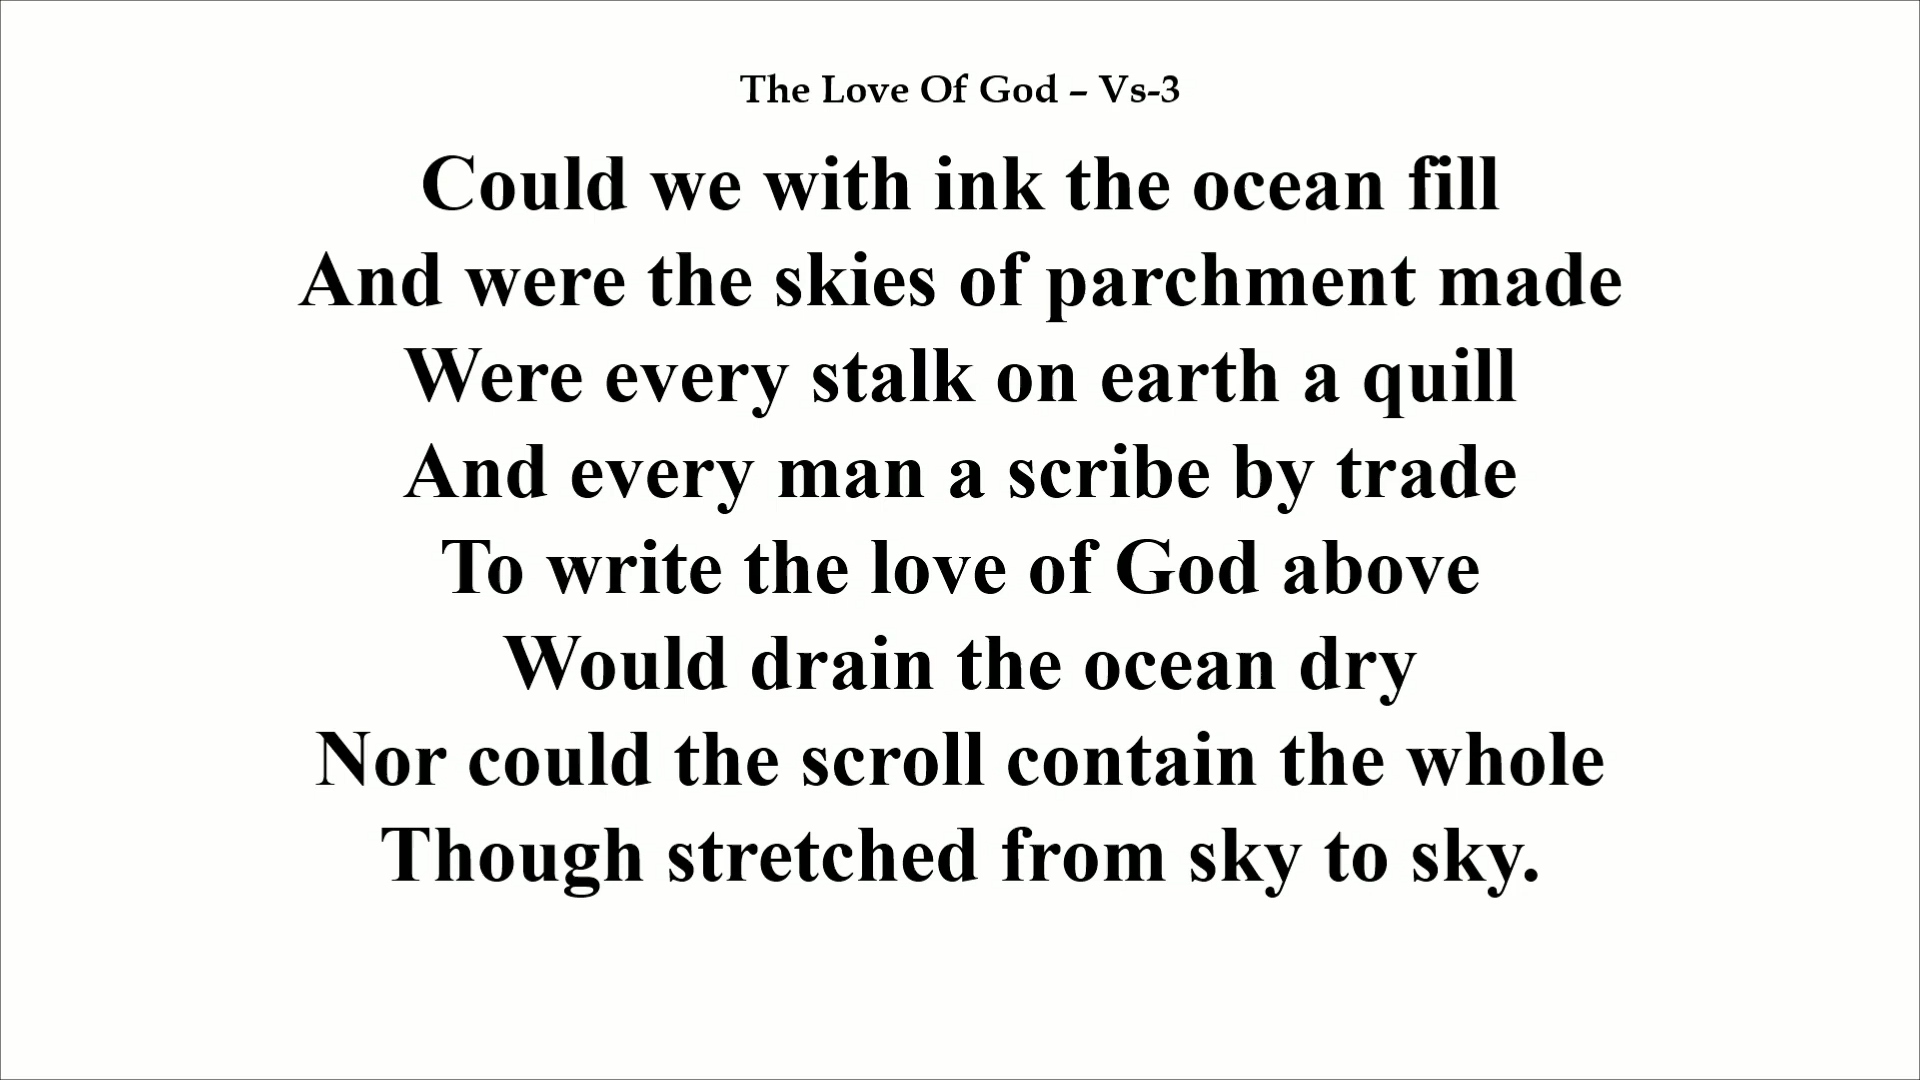 The Love Of God – Vs-3
Could we with ink the ocean fill
And were the skies of parchment made
Were every stalk on earth a quill
And every man a scribe by trade
To write the love of God above
Would drain the ocean dry
Nor could the scroll contain the whole
Though stretched from sky to sky.